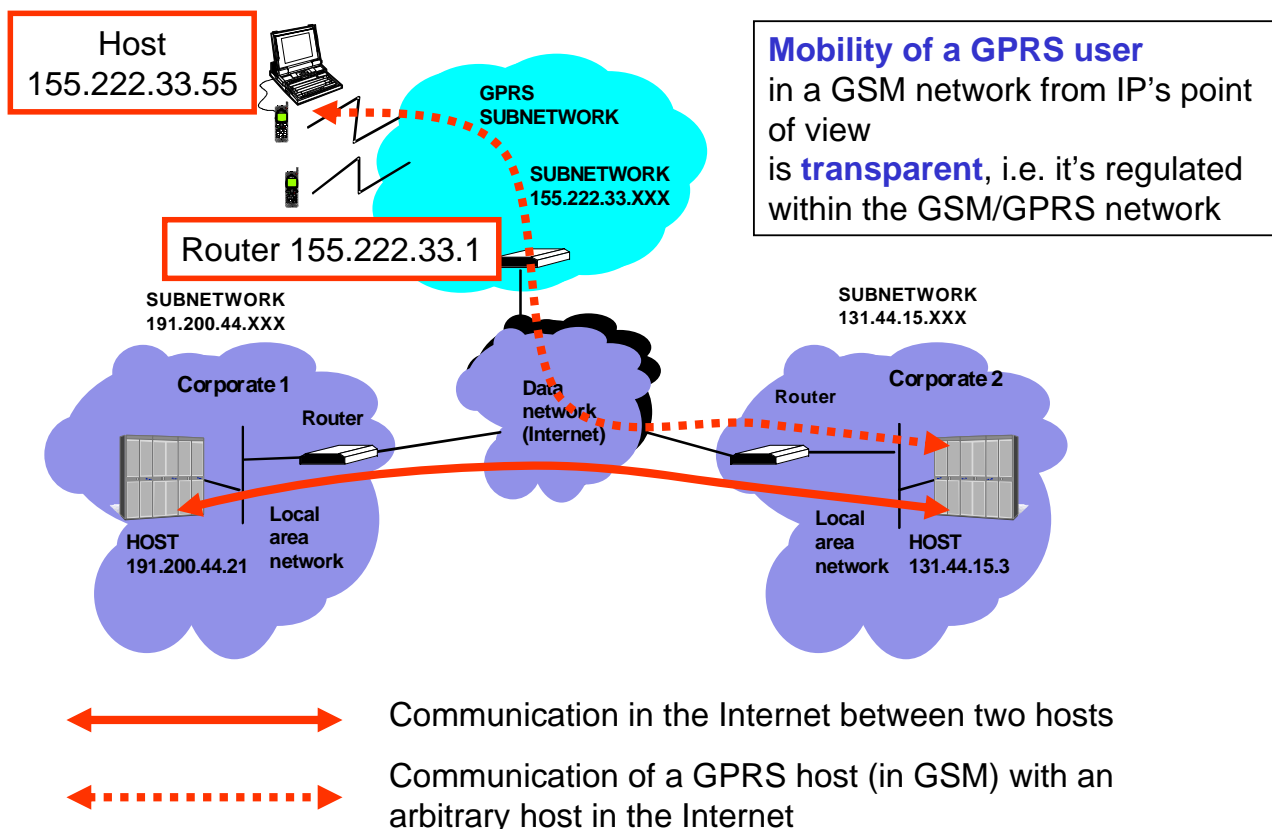 Host
155.222.33.55
Mobility of a GPRS user
in a GSM network from IP's point
of view
is transparent, i.e. it's regulated
within the GSM/GPRS network
GPRS
SUBNETWORK
SUBNETWORK
155.222.33.XXX
Router 155.222.33.1
SUBNETWORK
191.200.44.XXX
SUBNETWORK
131.44.15.XXX
Corporate 1
Router
Data
network
(Internet)
Router
Corporate 2
HOST
191.200.44.21
Local
area
network
Local
area
network
HOST
131.44.15.3
Communication in the Internet between two hosts
Communication of a GPRS host (in GSM) with an
arbitrary host in the Internet